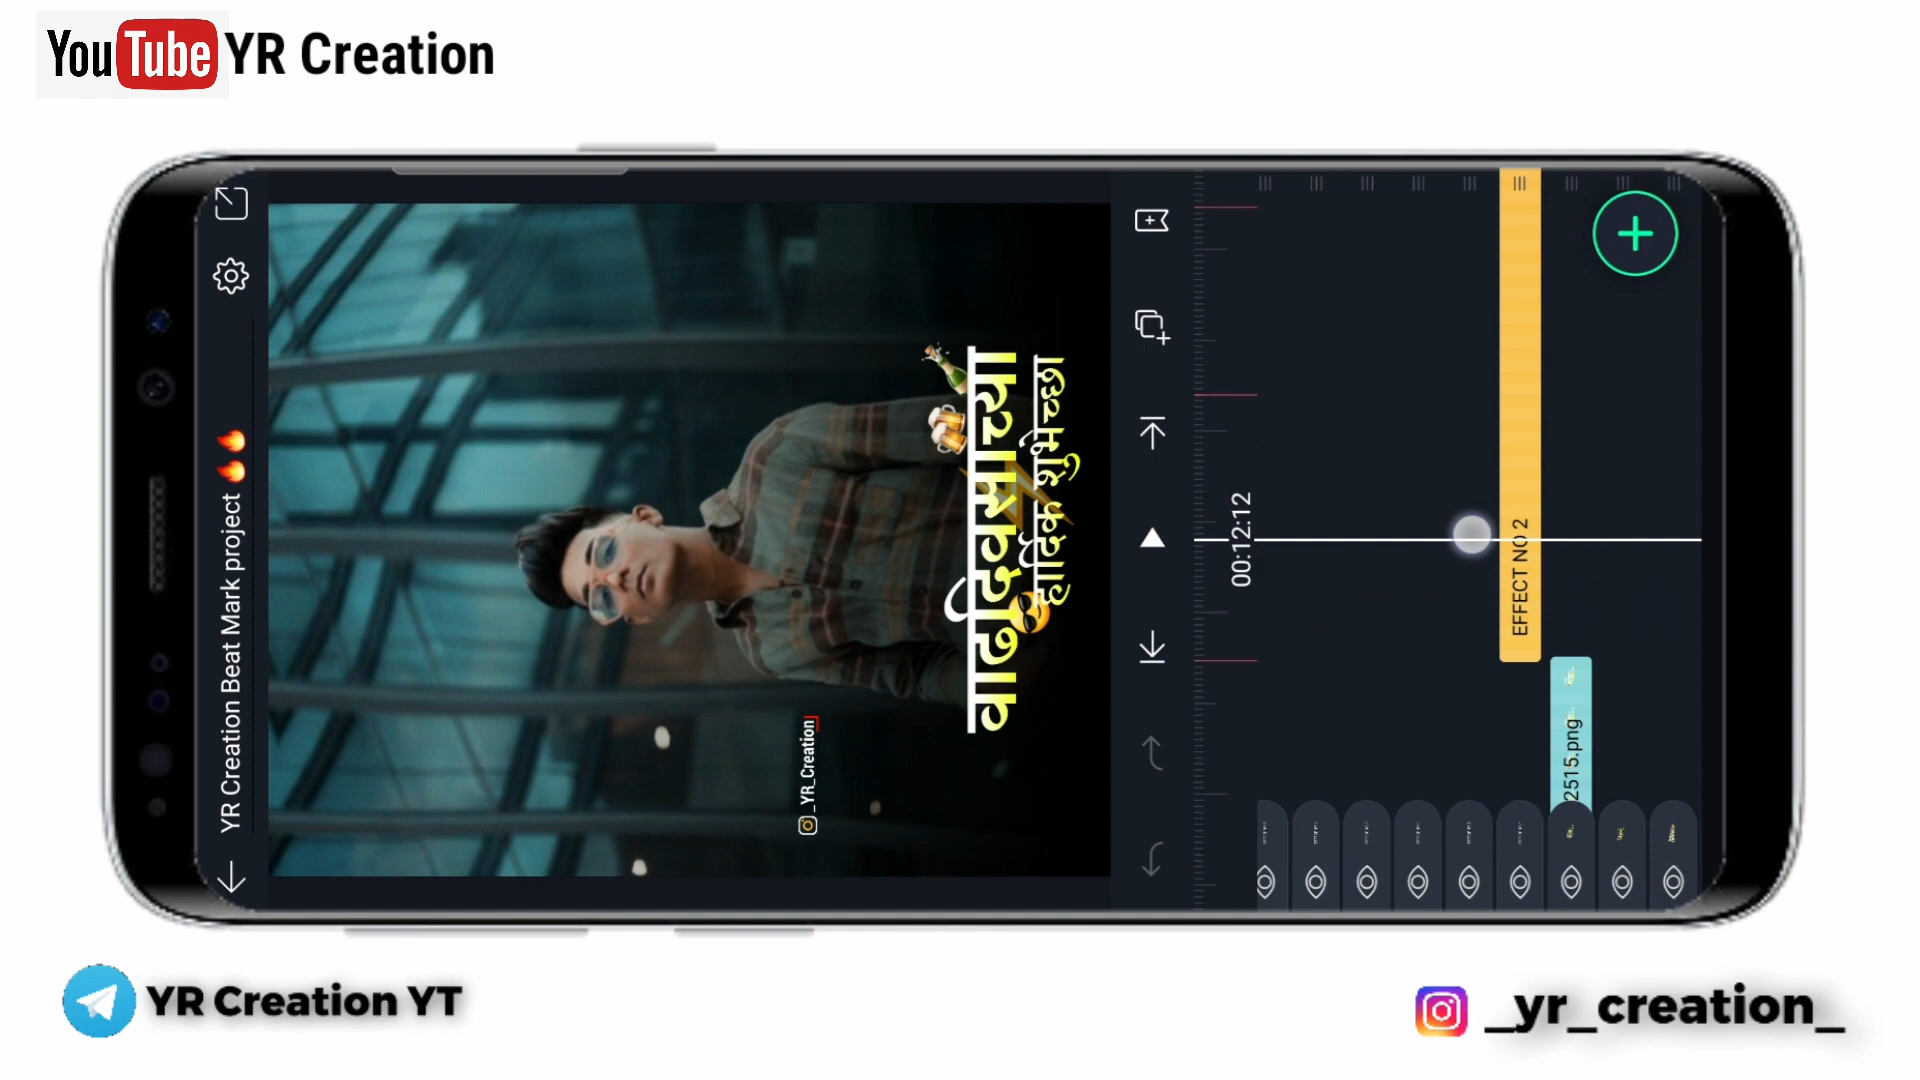 YouTube YR Creation
YR Creation Beat Mark project 🔥🔥
वाढदिवसाच्या
हार्दिक शुभेच्छा
_YR_Creation
00:12:12
EFFECT NO 2
2515.png
YR Creation YT
_yr_creation_